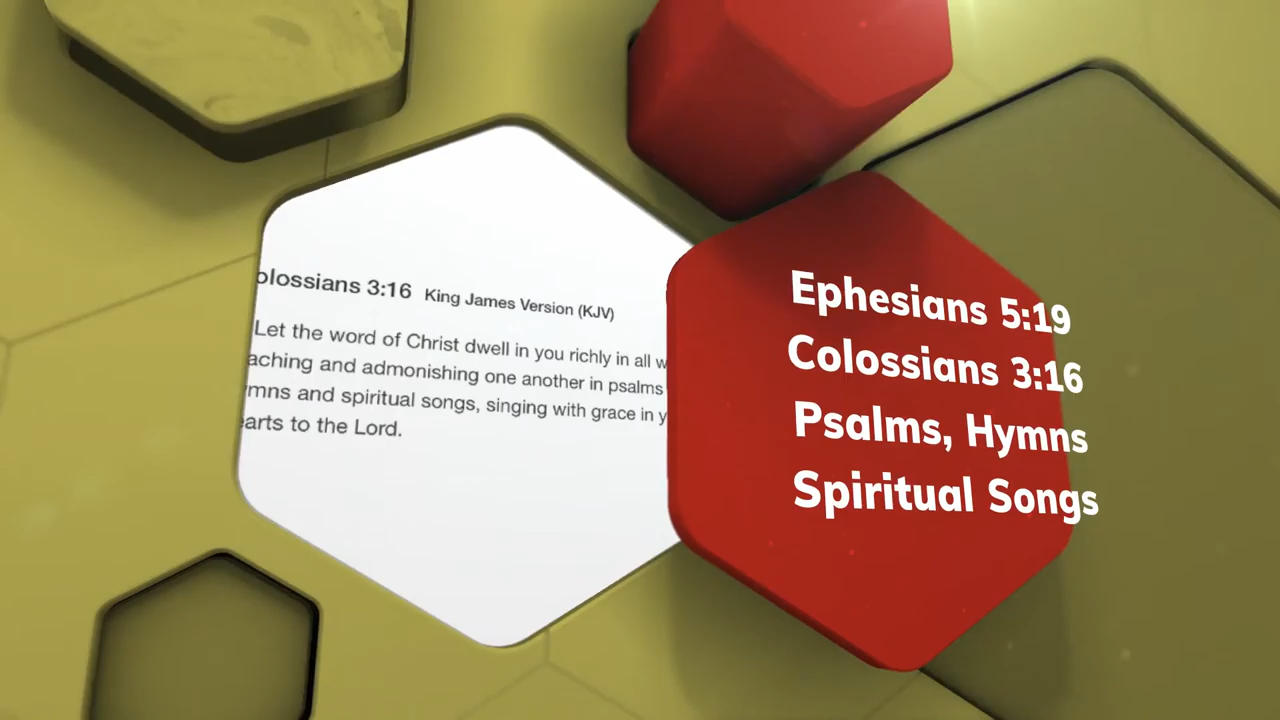 olossians 3:16 King James Version (KJV)
Let the word of Christ dwell in you richly in all w
aching and admonishing one another in psalms
mns and spiritual songs, singing with grace in y
earts to the Lord.
Ephesians 5:19
Colossians 3:16
Psalms, Hymns
Spiritual Songs